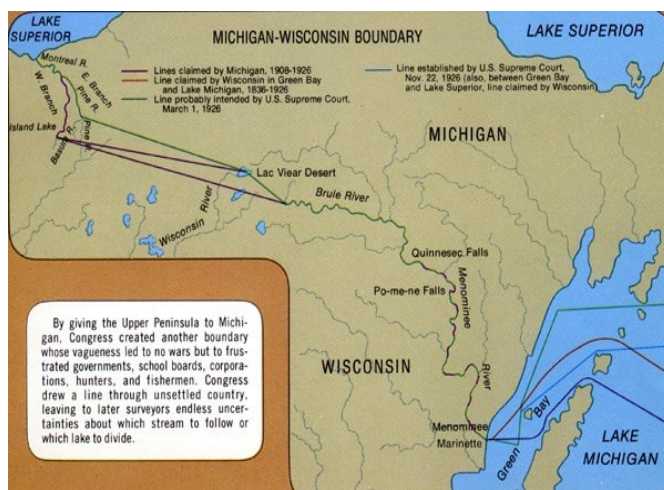 LAKE
SUPERIOR
MICHIGAN-WISCONSIN BOUNDARY
LAKE SUPERIOR
Lines claimed by Michigan, 1908-1926
Line claimed by Wisconsin in Green Bay
and Lake Michigan, 1836-1926
Line probably intended by U.S. Supreme Court,
March 1, 1926
Line established by U.S. Supreme Court,
Nov. 22, 1926 (also, between Green Bay
and Lake Superior, line claimed by Wisconsin)
Montreal R.
W. Branch
E. Branch
Pine R.
Island Lake
Pine R.
MICHIGAN
Lac Viear Desert
Brule River
Wisconsin
River
Quinnesec Falls
Po-me-ne Falls
Menominee
River
WISCONSIN
Menominee
Marinette
Green
Bay
LAKE
MICHIGAN
By giving the Upper Peninsula to Michi-
gan, Congress created another boundary
whose vagueness led to no wars but to frus-
trated governments, school boards, corpora-
tions, hunters, and fishermen. Congress
drew a line through unsettled country,
leaving to later surveyors endless uncer-
tainties about which stream to follow or
which lake to divide.